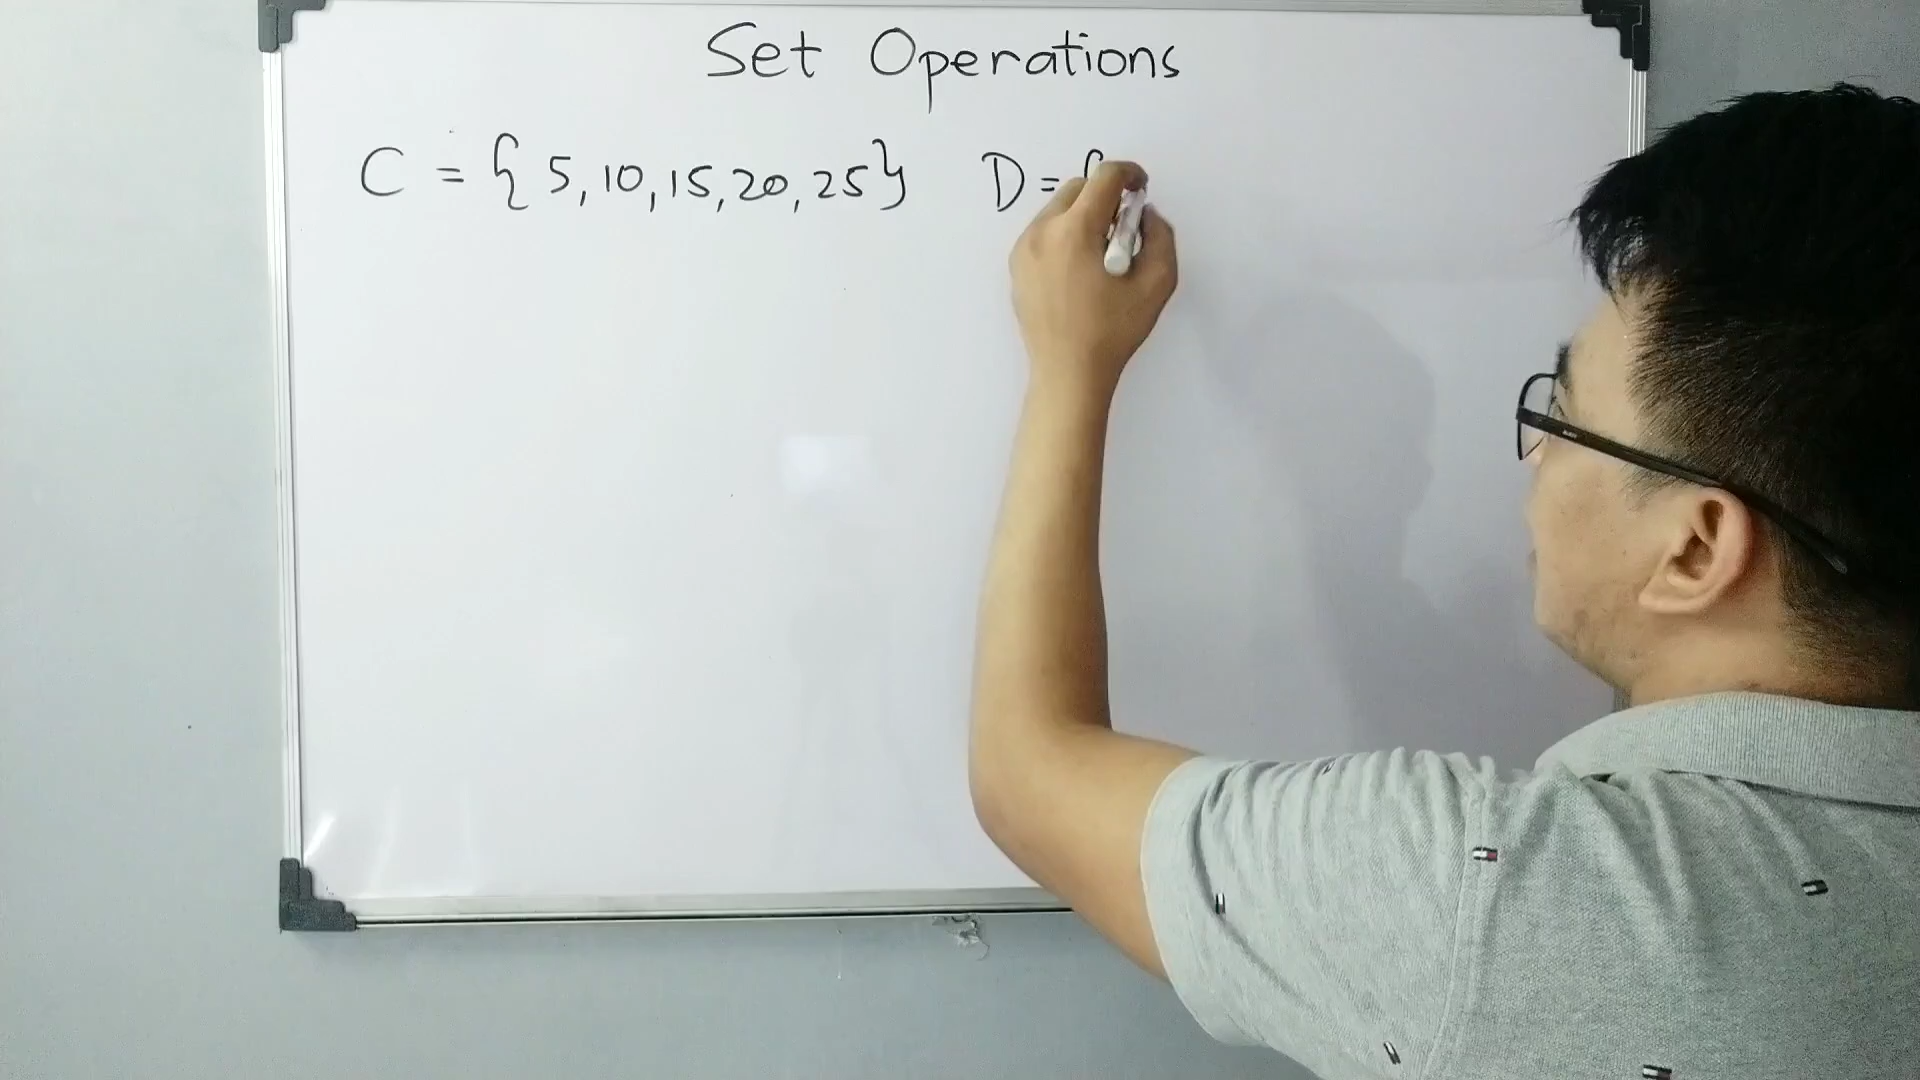 Set Operations
C = { 5, 10, 15, 20, 25} D = {